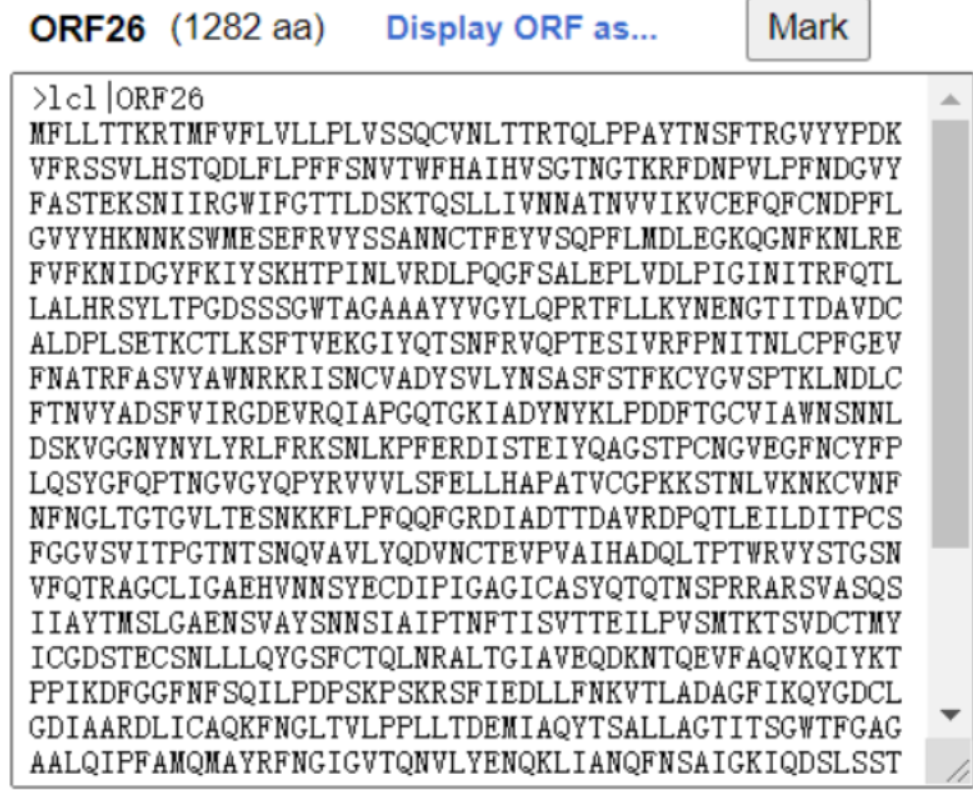 ORF26 (1282 aa) Display ORF as... Mark
>lcl|ORF26
MFLLTTKRTMFVFLVLLPLVSSQCVNLTTRTQLPPAYTNSFTRGVYYPDK
VFRSSVLHSTQDLFLPFFSNVTWFHAIHVSGTNGTKRFDNPVLPFNDGVY
FASTEKSNIIRGWIFGTTLDSKTQSLLIVNNATNVVIKVCEFQFCNDPFL
GVYYHKNNKSWMESEFRVYSSANNCTFEYVSQPFLMDLEGKQGNFKNLRE
FVFKNIDGYFKIYSKHTPINLVRDLPQGFSALEPLVDLPIGINITRFQTL
LALHRSYLTPGDSSSGWTAGAAAYYVGYLQPRTFLLKYNENGTITDAVDC
ALDPLSETKCTLKSFTVEKGIYQTSNFRVQPTESIVRFPNITNLCPFGEV
FNATRFASVYAWNRKRISNCVADYSVLYNSASFSTFKCYGVSPTKLNDLC
FTNVYADSFVIRGDEVRQIAPGQTGKIADYNYKLPDDFTGCVIAWNSNNL
DSKVGGNYNYLYRLFRKSNLKPFERDISTEIYQAGSTPCNGVEGFNCYFP
LQSYGFQPTNGVGYQPYRVVVLSFELLHAPATVCGPKKSTNLVKNKCVNF
NFNGLTGTGVLTESNKKFLPFQQFGRDIADTTDAVRDPQTLEILDITPCS
FGGVSVITPGTNTSNQVAVLYQDVNCTEVPVAIHADQLTPTWRVYSTGSN
VFQTRAGCLIGAEHVNNSYECDIPIGAGICASYQTQTNSPRRARSVASQS
IIAYTMSLGAENSVAYSNNSIAIPTNFTISVTTEILPVSMTKTSVDCTMY
ICGDSTECSNLLLQYGSFCTQLNRALTGIAVEQDKNTQEVFAQVKQIYKT
PPIKDFGGFNFSQILPDPSKPSKRSFIEDLLFNKVTLADAGFIKQYGDCL
GDIAARDLICAQKFNGLTVLPPLLTDEMIAQYTSALLAGTITSGWTFGAG
AALQIPFAMQMAYRFNGIGVTQNVLYENQKLIANQFNSAIGKIQDSLSST